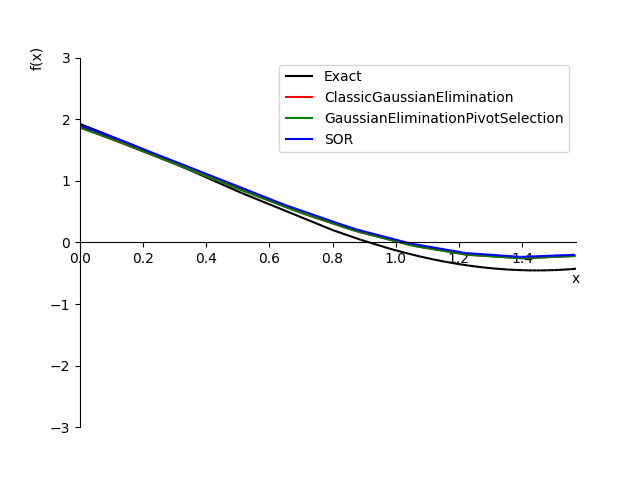 f(x)
3
2
1
0
−1
−2
−3
Exact
ClassicGaussianElimination
GaussianEliminationPivotSelection
SOR
0.0 0.2 0.4 0.6 0.8 1.0 1.2 1.4
x